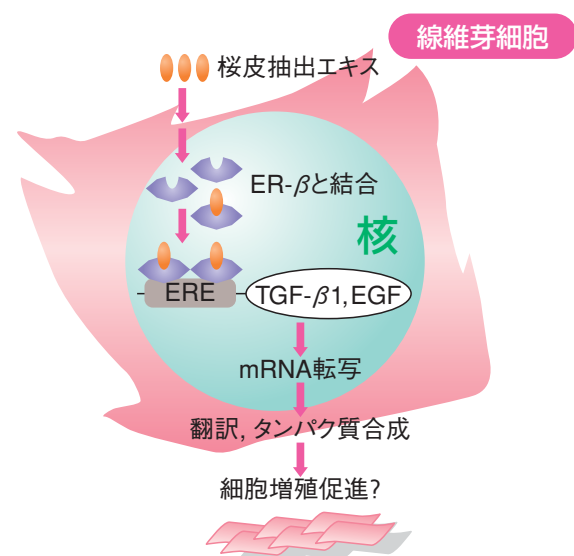 線維芽細胞
桜皮抽出エキス
ER-βと結合
核
ERE
TGF-β1, EGF
mRNA転写
翻訳, タンパク質合成
細胞増殖促進?